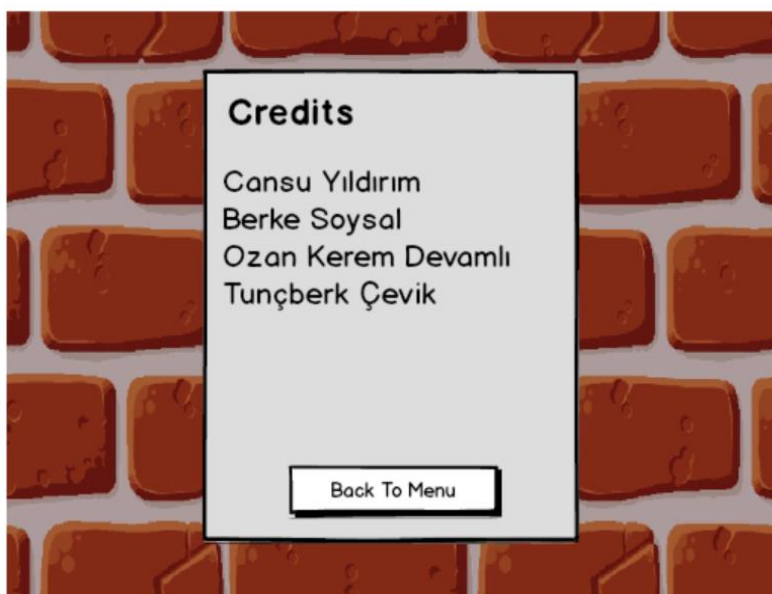 Credits
Cansu Yıldırım
Berke Soysal
Ozan Kerem Devamlı
Tunçberk Çevik
Back To Menu